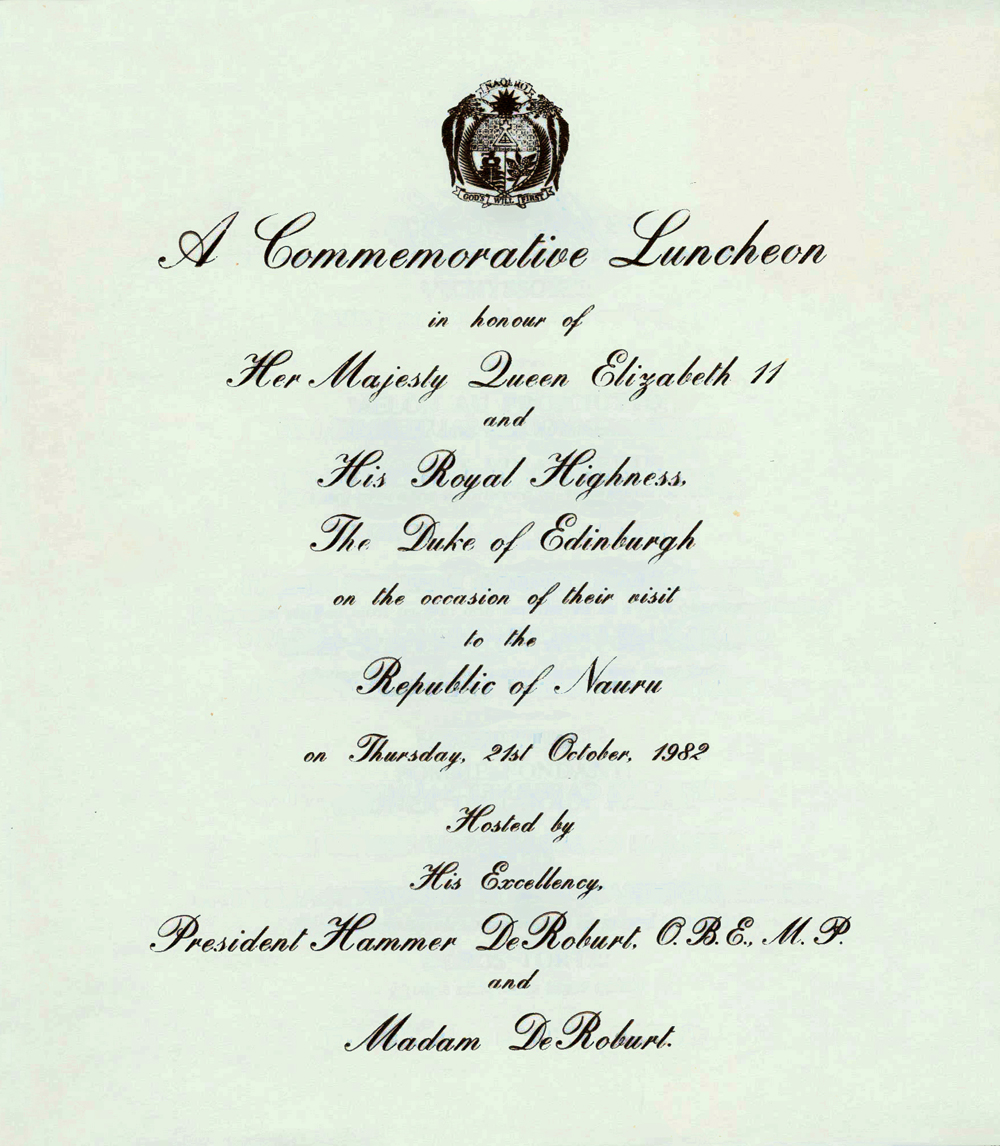 NAOERO
GOD'S WILL FIRST
A Commemorative Luncheon
in honour of
Her Majesty Queen Elizabeth 11
and
His Royal Highness,
The Duke of Edinburgh
on the occasion of their visit
to the
Republic of Nauru
on Thursday, 21st October, 1982
Hosted by
His Excellency,
President Hammer DeRoburt, O.B.E., M.P.
and
Madam DeRoburt.